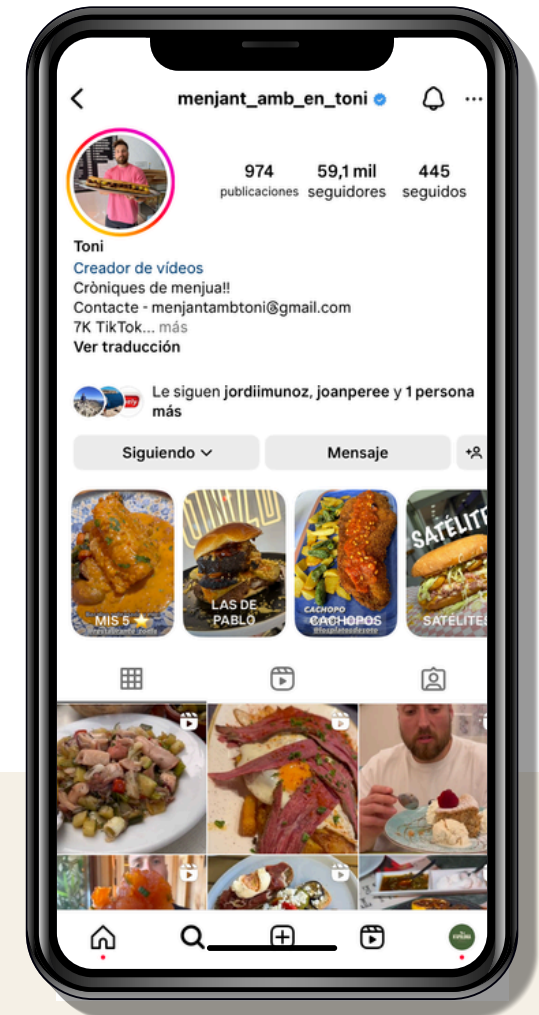 menjant_amb_en_toni
974 59,1 mil 445
publicaciones seguidores seguidos
Toni
Creador de vídeos
Cròniques de menjua!!
Contacte - menjantambtoni@gmail.com
7K TikTok... más
Ver traducción
Le siguen jordiimunoz, joanperee y 1 persona
más
Siguiendo
Mensaje
MIS 5 ⭐
LAS DE
PABLO
CACHOPO
CACHOPOS
SATÉLITE
SATÉLITES